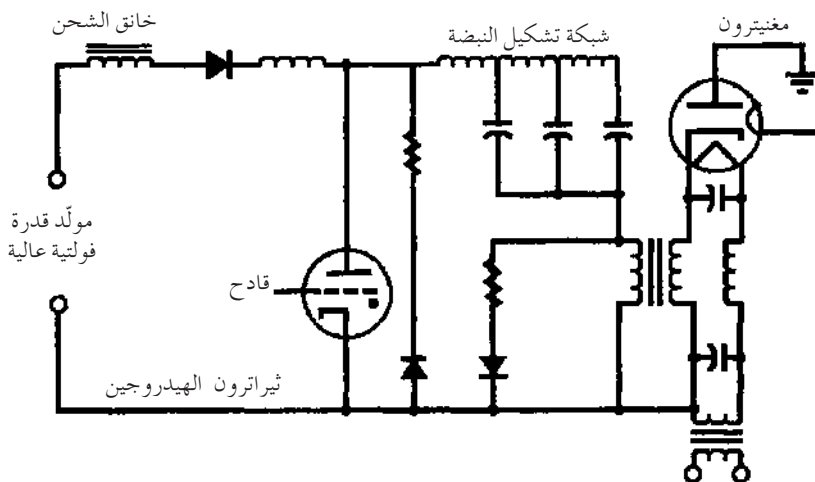 خانق الشحن
شبكة تشكيل النبضة
مغنيترون
مولّد قدرة
فولتية عالية
قادح
ثيراترون الهيدروجين